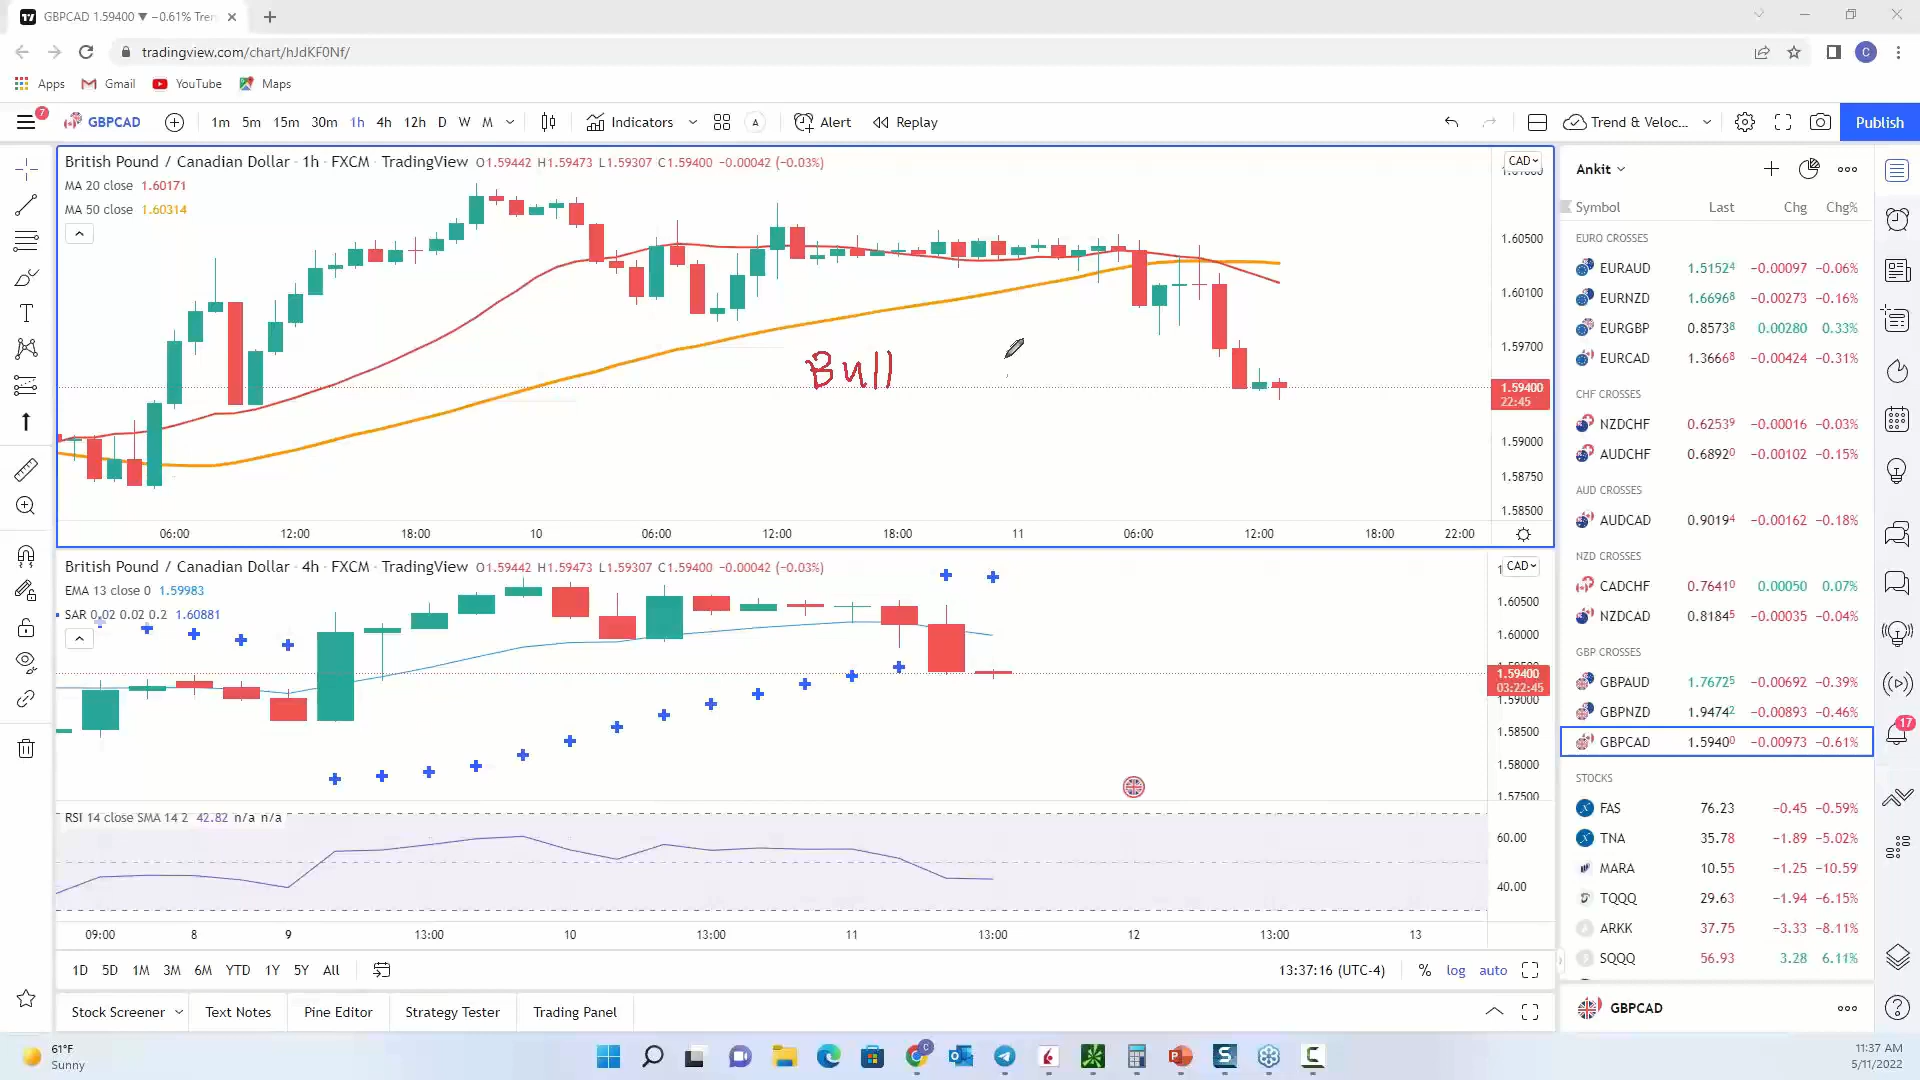 GBPCAD 1.59400 ▼ −0.61% Tren
tradingview.com/chart/hJdKF0Nf/
Apps Gmail YouTube Maps
7
GBPCAD 1m 5m 15m 30m 1h 4h 12h D W M Indicators A Alert Replay Trend & Veloc... Publish
British Pound / Canadian Dollar · 1h · FXCM · TradingView O1.59442 H1.59473 L1.59307 C1.59400 −0.00042 (−0.03%)
MA 20 close 1.60171
MA 50 close 1.60314
CAD
1.60500
1.60100
1.59700
1.59400
22:45
1.59000
1.58750
1.58500
Bull
06:00 12:00 18:00 10 06:00 12:00 18:00 11 06:00 12:00 18:00 22:00
British Pound / Canadian Dollar · 4h · FXCM · TradingView O1.59442 H1.59473 L1.59307 C1.59400 −0.00042 (−0.03%)
EMA 13 close 0 1.59983
SAR 0.02 0.02 0.2 1.60881
CAD
1.60500
1.60000
1.59400
03:22:45
1.59000
1.58500
1.58000
1.57500
RSI 14 close SMA 14 2 42.82 n/a n/a
60.00
40.00
09:00 8 9 13:00 10 13:00 11 13:00 12 13:00 13
1D 5D 1M 3M 6M YTD 1Y 5Y All 13:37:16 (UTC-4) % log auto
Stock Screener Text Notes Pine Editor Strategy Tester Trading Panel
Ankit
Symbol Last Chg Chg%
EURO CROSSES
EURAUD 1.51524 −0.00097 −0.06%
EURNZD 1.66968 −0.00273 −0.16%
EURGBP 0.85738 0.00280 0.33%
EURCAD 1.36668 −0.00424 −0.31%
CHF CROSSES
NZDCHF 0.62539 −0.00016 −0.03%
AUDCHF 0.68920 −0.00102 −0.15%
AUD CROSSES
AUDCAD 0.90194 −0.00162 −0.18%
NZD CROSSES
CADCHF 0.76410 0.00050 0.07%
NZDCAD 0.81845 −0.00035 −0.04%
GBP CROSSES
GBPAUD 1.76725 −0.00692 −0.39%
GBPNZD 1.94742 −0.00893 −0.46%
GBPCAD 1.59400 −0.00973 −0.61%
STOCKS
FAS 76.23 −0.45 −0.59%
TNA 35.78 −1.89 −5.02%
MARA 10.55 −1.25 −10.59
TQQQ 29.63 −1.94 −6.15%
ARKK 37.75 −3.33 −8.11%
SQQQ 56.93 3.28 6.11%
GBPCAD
17
61°F
Sunny
11:37 AM
5/11/2022